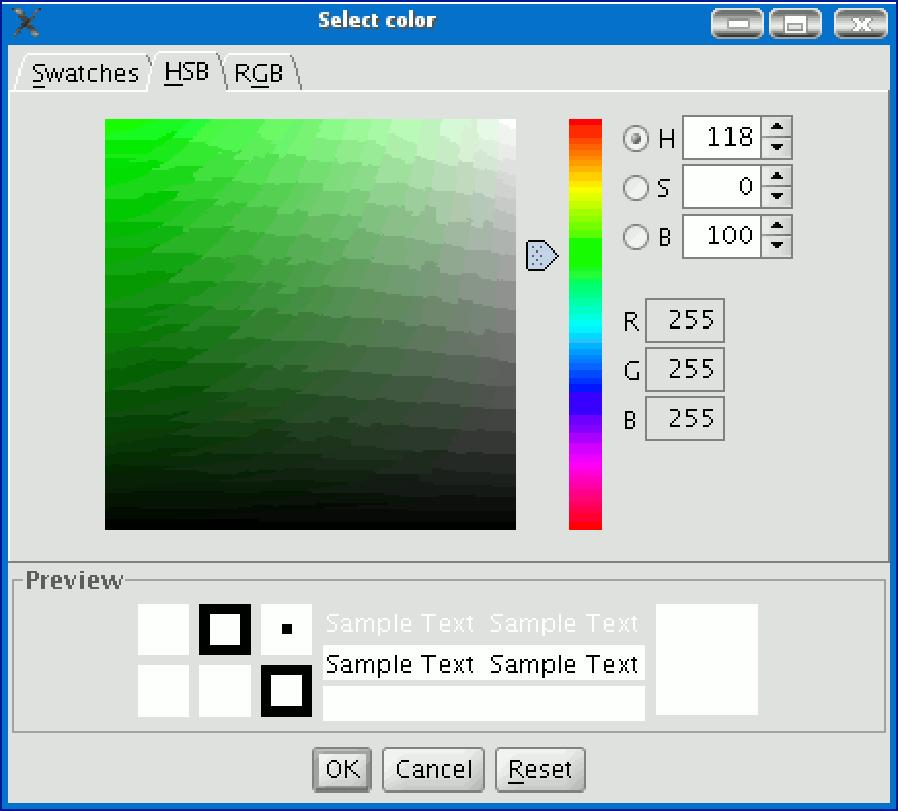 Select color
Swatches HSB RGB
H 118
S 0
B 100
R 255
G 255
B 255
Preview
Sample Text Sample Text
Sample Text Sample Text
OK Cancel Reset